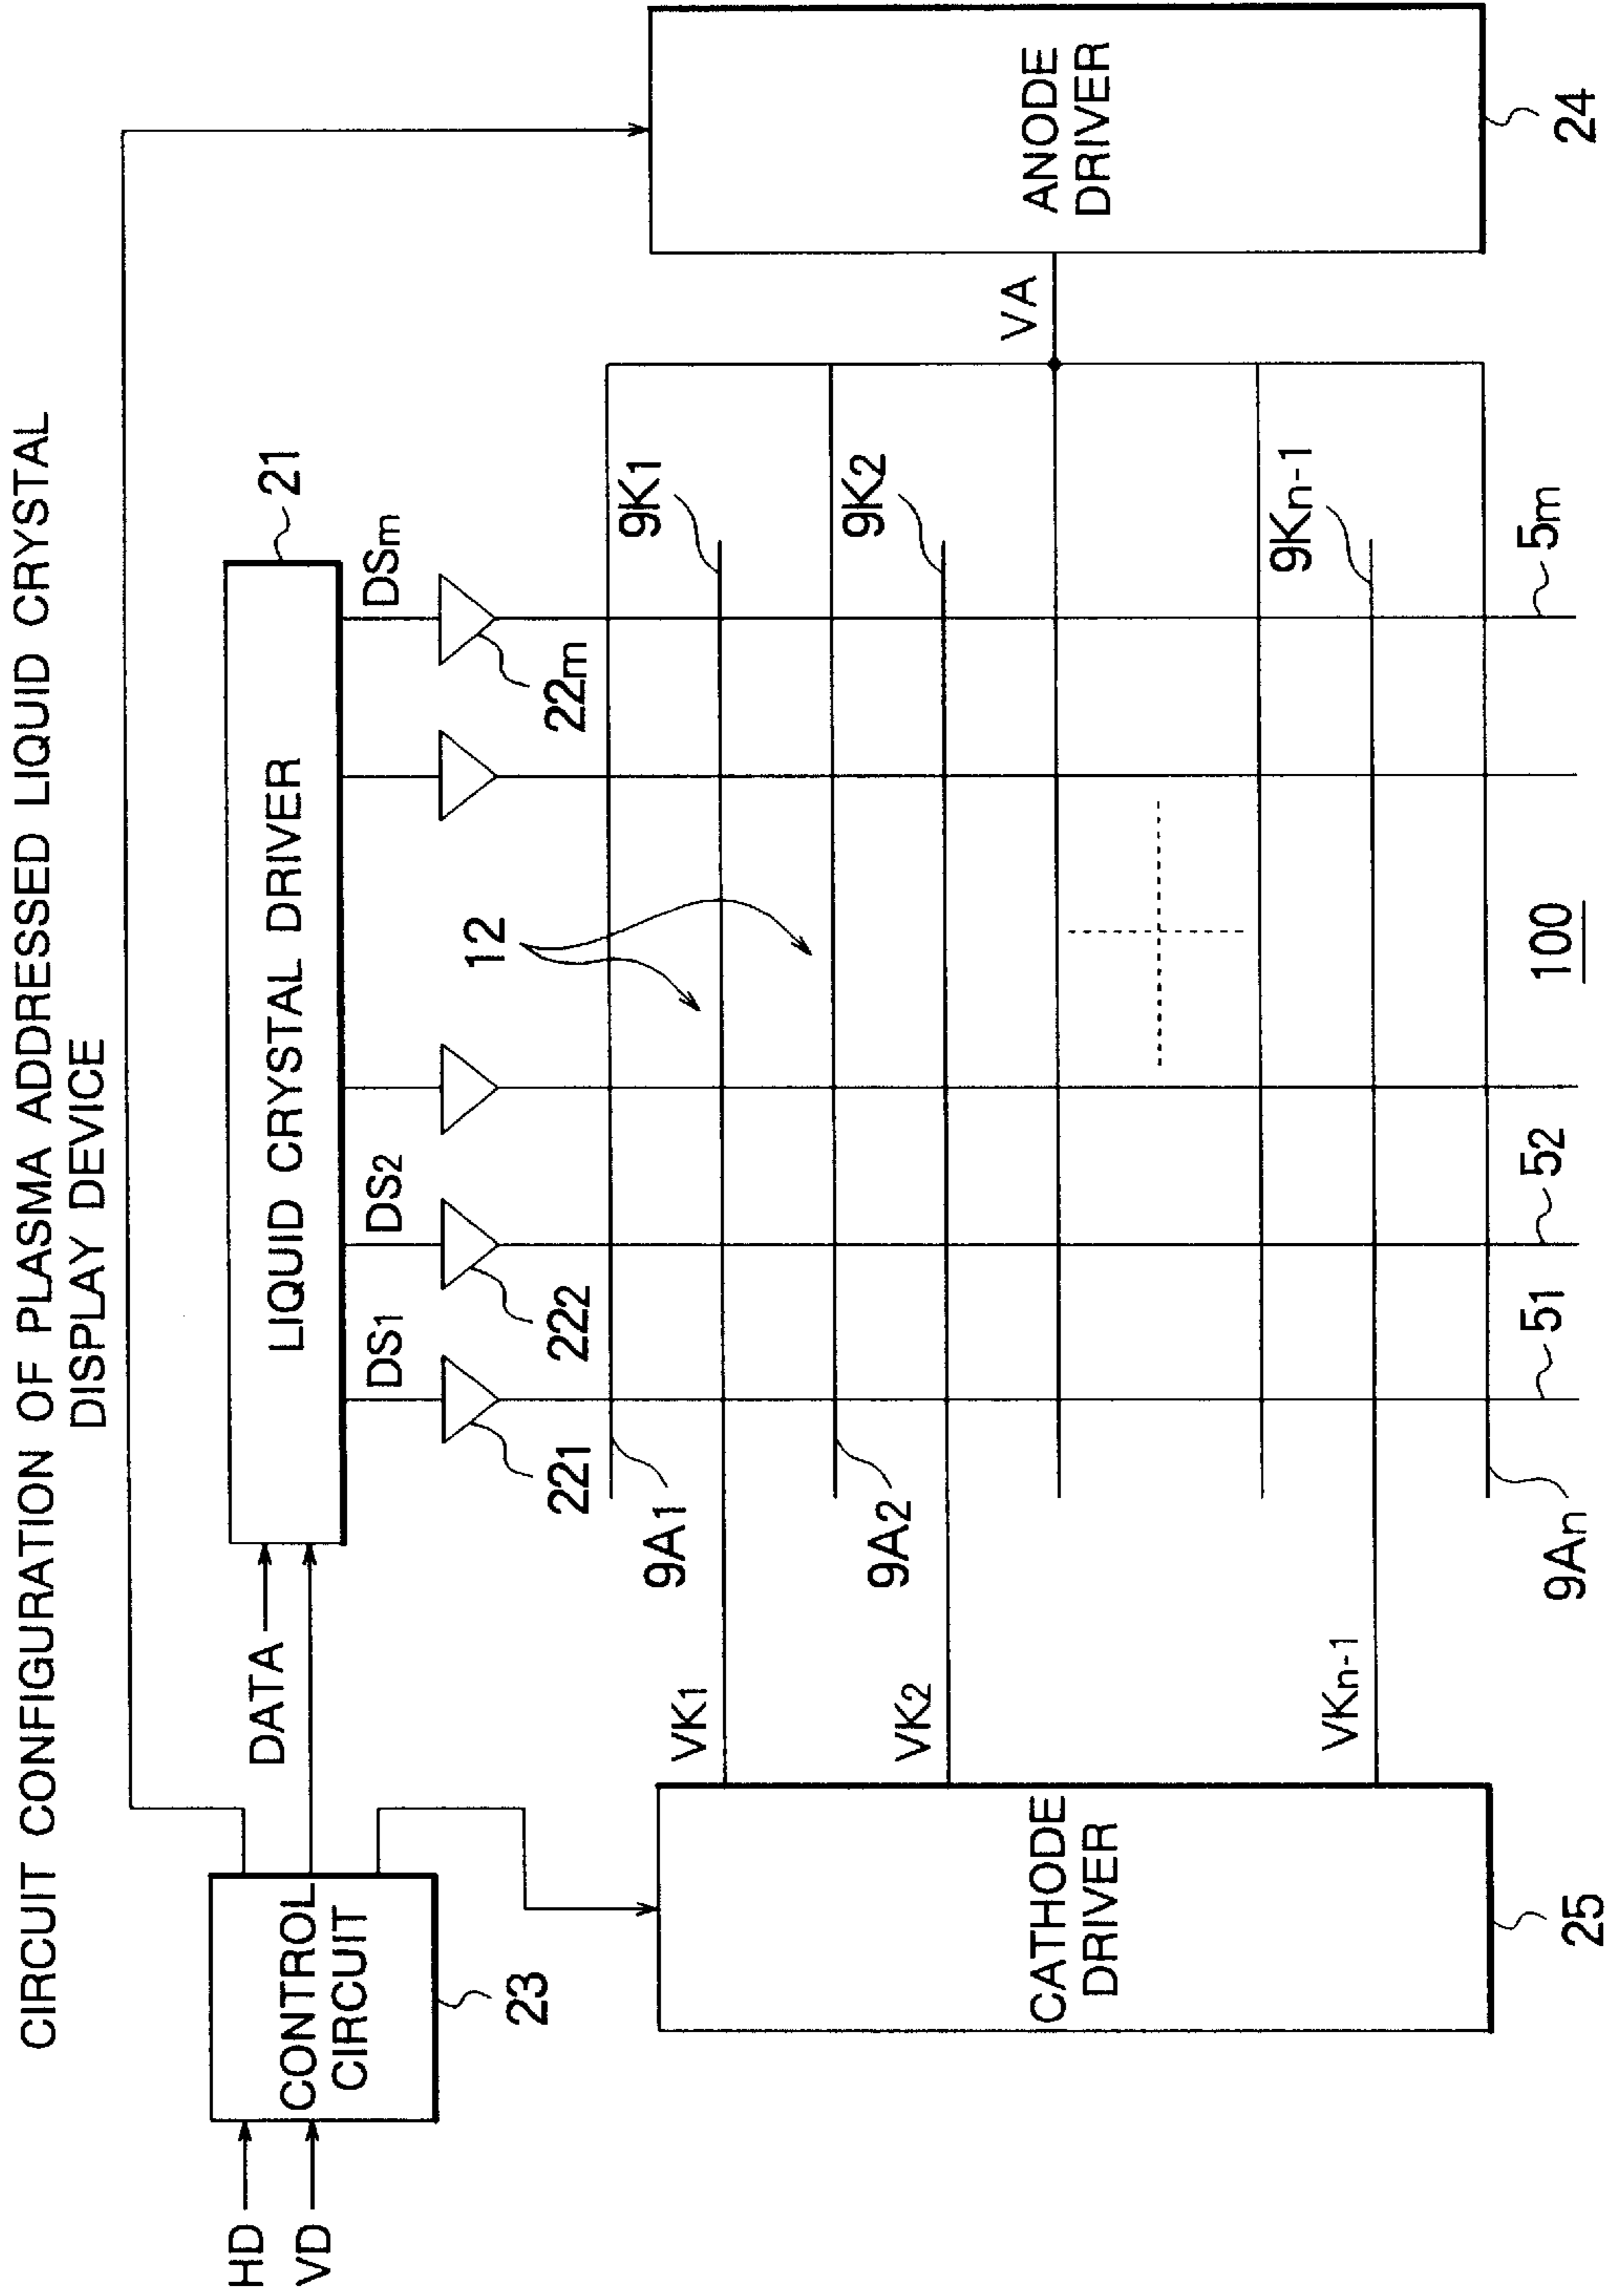 CIRCUIT CONFIGURATION OF PLASMA ADDRESSED LIQUID CRYSTAL
DISPLAY DEVICE
HD
VD
CONTROL
CIRCUIT
23
DATA
LIQUID CRYSTAL DRIVER
21
DS1
DS2
DSm
221
222
22m
12
9K1
9K2
9Kn-1
9A1
9A2
9An
VK1
VK2
VKn-1
CATHODE
DRIVER
25
VA
ANODE
DRIVER
24
51
52
5m
100